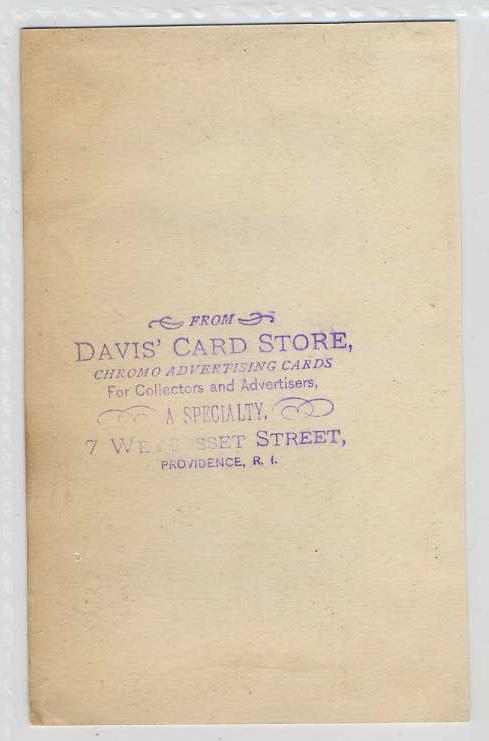 FROM
DAVIS' CARD STORE,
CHROMO ADVERTISING CARDS
For Collectors and Advertisers,
A SPECIALTY.
7 STREET,
PROVIDENCE, R. I.